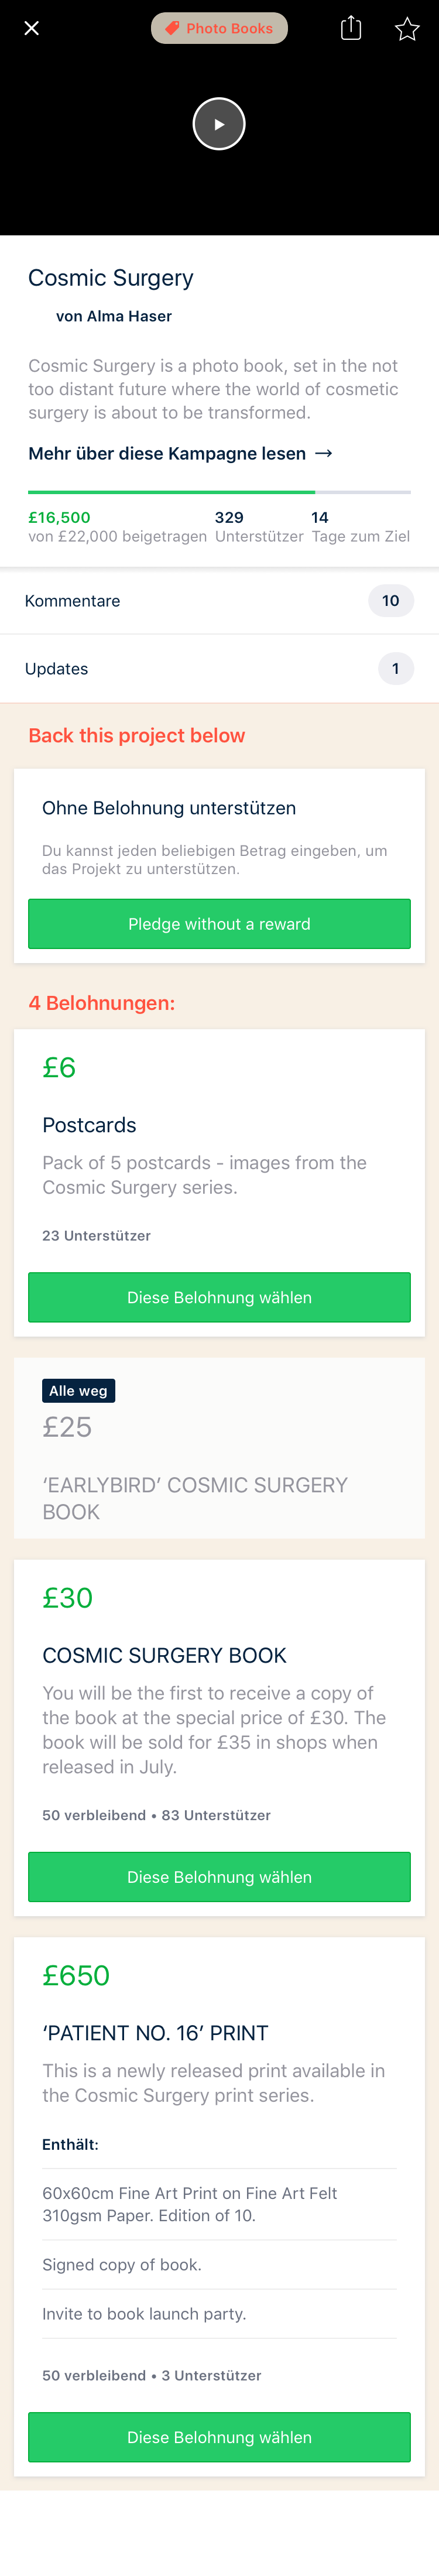 Photo Books
Cosmic Surgery
von Alma Haser
Cosmic Surgery is a photo book, set in the not
too distant future where the world of cosmetic
surgery is about to be transformed.
Mehr über diese Kampagne lesen →
£16,500
von £22,000 beigetragen
329
Unterstützer
14
Tage zum Ziel
Kommentare
10
Updates
1
Back this project below
Ohne Belohnung unterstützen
Du kannst jeden beliebigen Betrag eingeben, um
das Projekt zu unterstützen.
Pledge without a reward
4 Belohnungen:
£6
Postcards
Pack of 5 postcards - images from the
Cosmic Surgery series.
23 Unterstützer
Diese Belohnung wählen
Alle weg
£25
‘EARLYBIRD’ COSMIC SURGERY
BOOK
£30
COSMIC SURGERY BOOK
You will be the first to receive a copy of
the book at the special price of £30. The
book will be sold for £35 in shops when
released in July.
50 verbleibend • 83 Unterstützer
Diese Belohnung wählen
£650
‘PATIENT NO. 16’ PRINT
This is a newly released print available in
the Cosmic Surgery print series.
Enthält:
60x60cm Fine Art Print on Fine Art Felt
310gsm Paper. Edition of 10.
Signed copy of book.
Invite to book launch party.
50 verbleibend • 3 Unterstützer
Diese Belohnung wählen